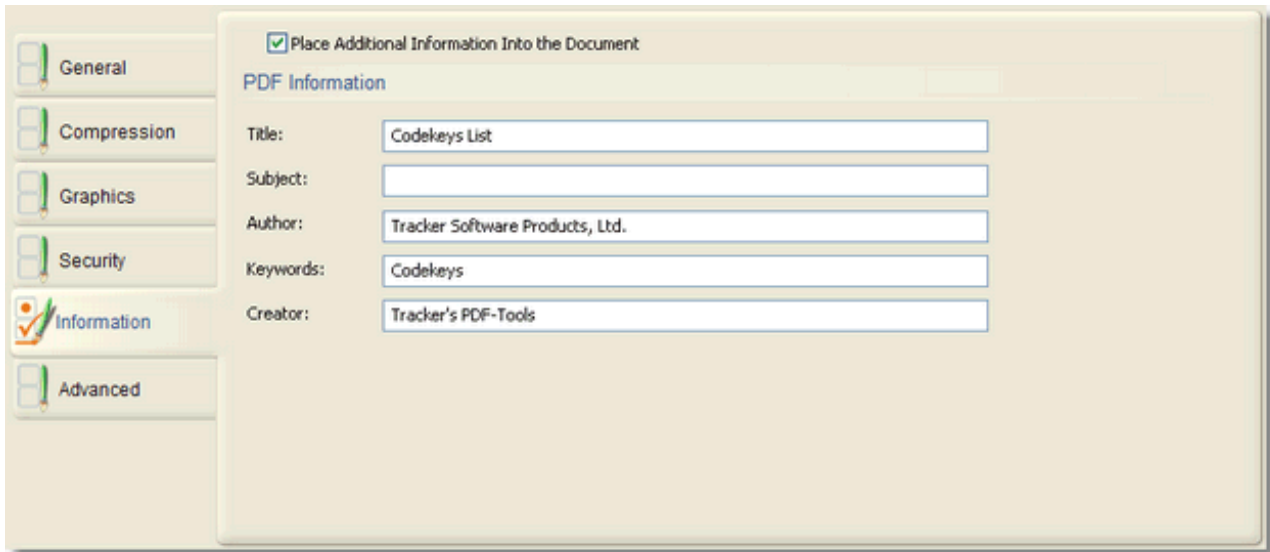 Place Additional Information Into the Document
PDF Information
General
Compression
Graphics
Security
Information
Advanced
Title: Codekeys List
Subject:
Author: Tracker Software Products, Ltd.
Keywords: Codekeys
Creator: Tracker's PDF-Tools